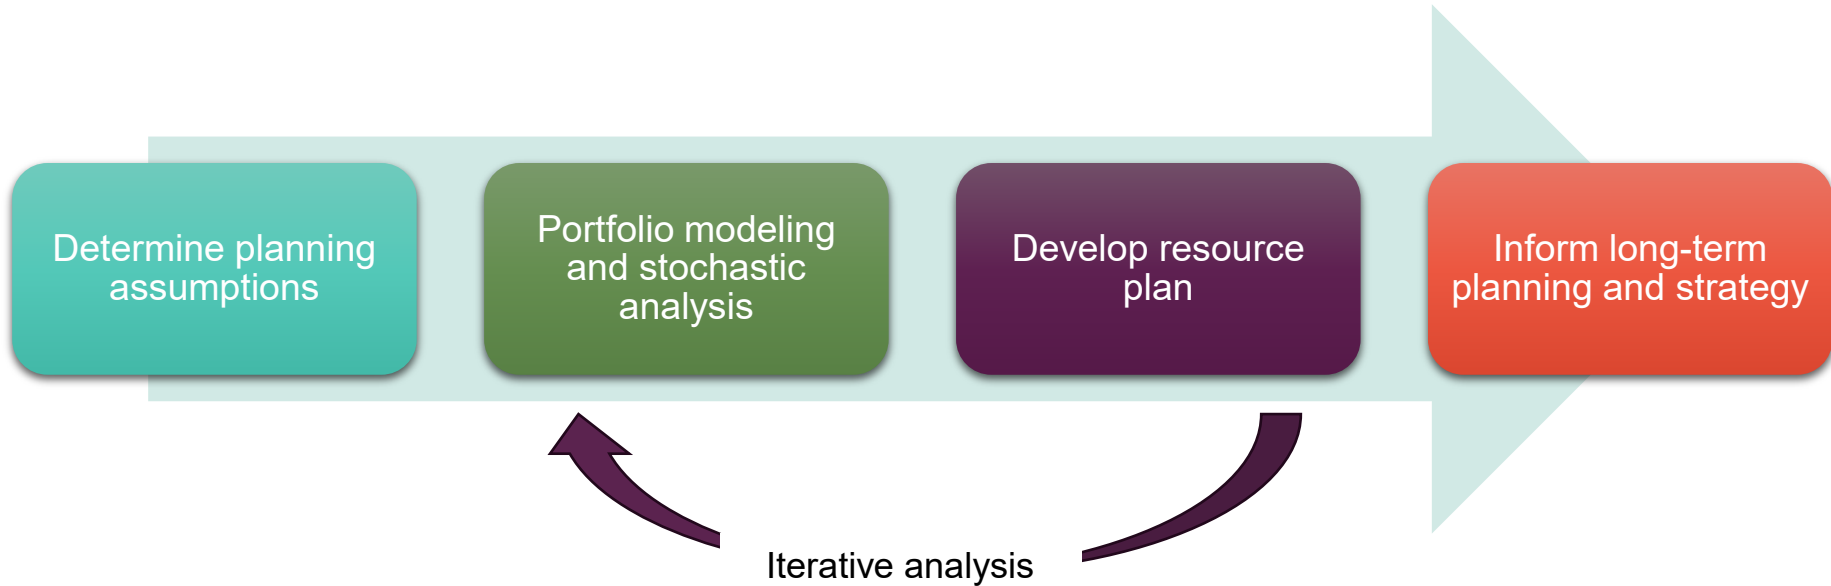 Determine planning
assumptions
Portfolio modeling
and stochastic
analysis
Develop resource
plan
Inform long-term
planning and strategy
Iterative analysis